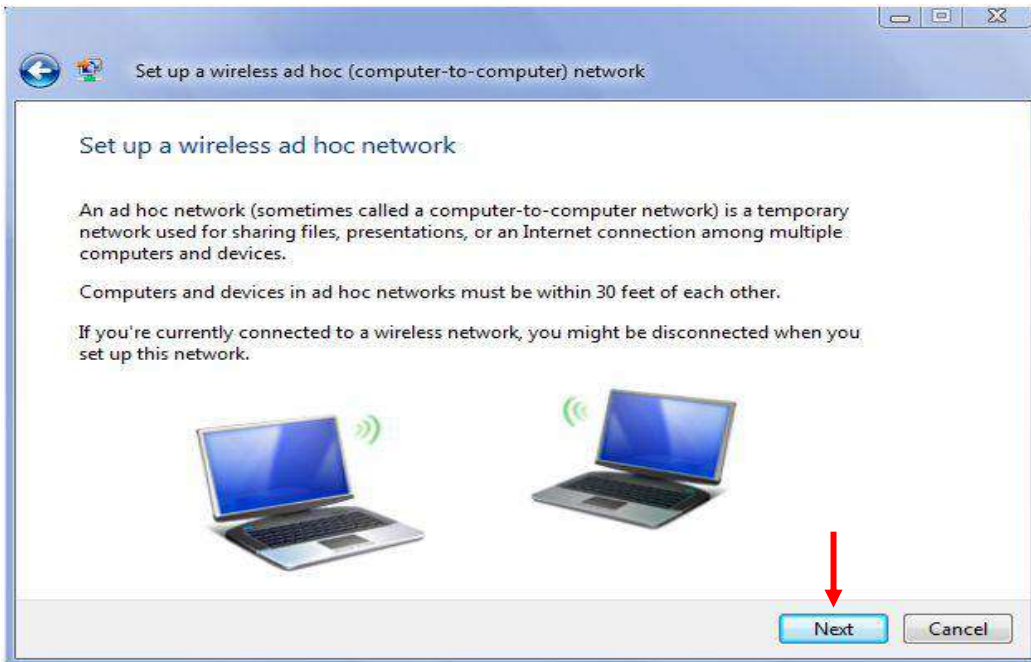 Set up a wireless ad hoc (computer-to-computer) network
Set up a wireless ad hoc network
An ad hoc network (sometimes called a computer-to-computer network) is a temporary
network used for sharing files, presentations, or an Internet connection among multiple
computers and devices.
Computers and devices in ad hoc networks must be within 30 feet of each other.
If you're currently connected to a wireless network, you might be disconnected when you
set up this network.
Next Cancel